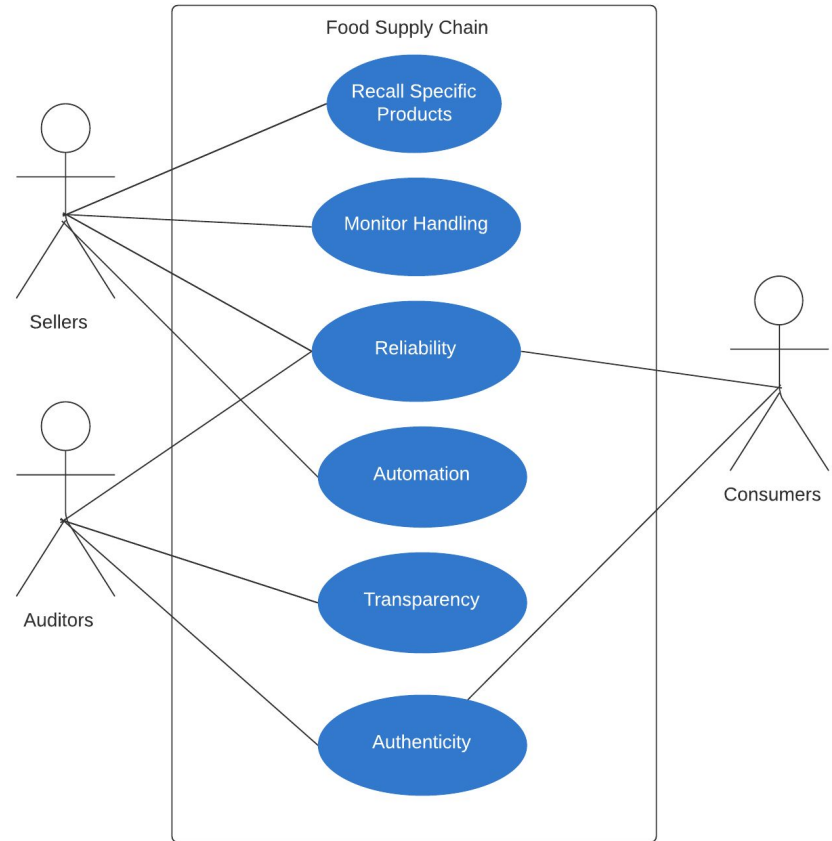 Food Supply Chain
Recall Specific
Products
Monitor Handling
Sellers
Reliability
Automation
Consumers
Transparency
Auditors
Authenticity